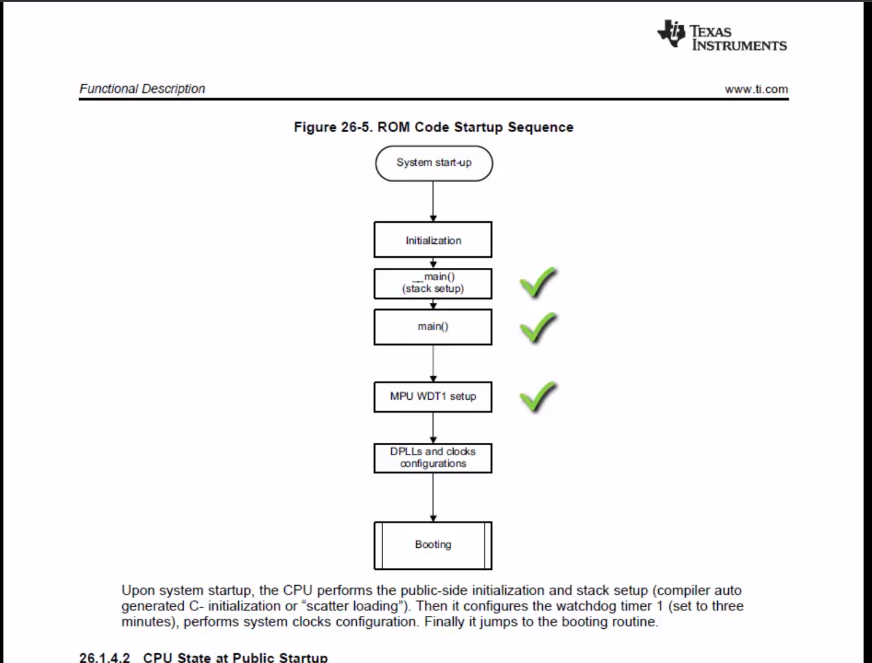 TEXAS
INSTRUMENTS
Functional Description
www.ti.com
Figure 26-5. ROM Code Startup Sequence
System start-up
Initialization
__main()
(stack setup)
main()
MPU WDT1 setup
DPLLs and clocks
configurations
Booting
Upon system startup, the CPU performs the public-side initialization and stack setup (compiler auto
generated C- initialization or “scatter loading”). Then it configures the watchdog timer 1 (set to three
minutes), performs system clocks configuration. Finally it jumps to the booting routine.
26.1.4.2 CPU State at Public Startup